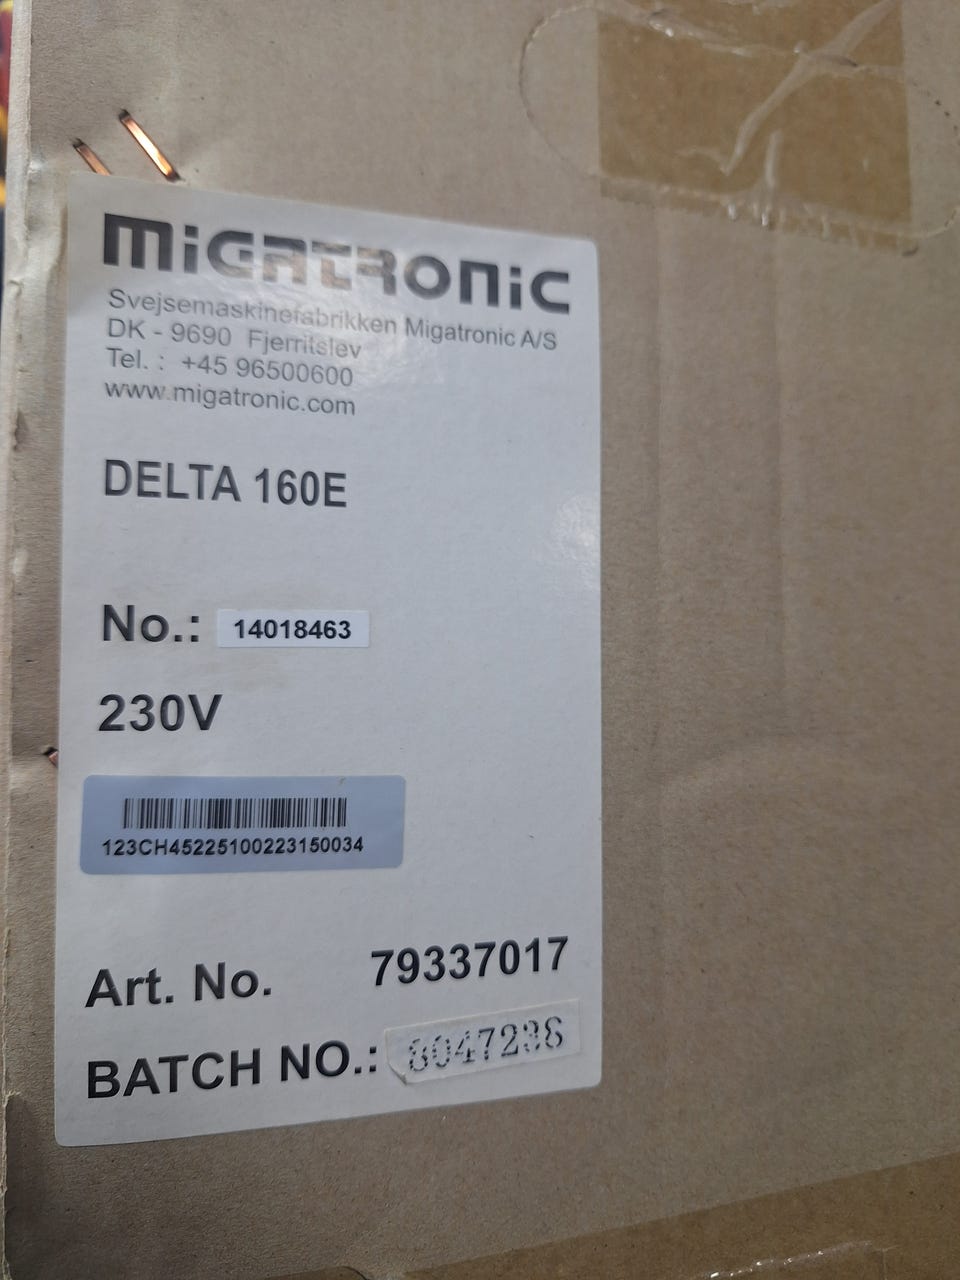 MIGATRONIC
Svejsemaskinefabrikken Migatronic A/S
DK - 9690 Fjerritslev
Tel. : +45 96500600
www.migatronic.com
DELTA 160E
No.: 14018463
230V
123CH45225100223150034
Art. No. 79337017
BATCH NO.: 8047238